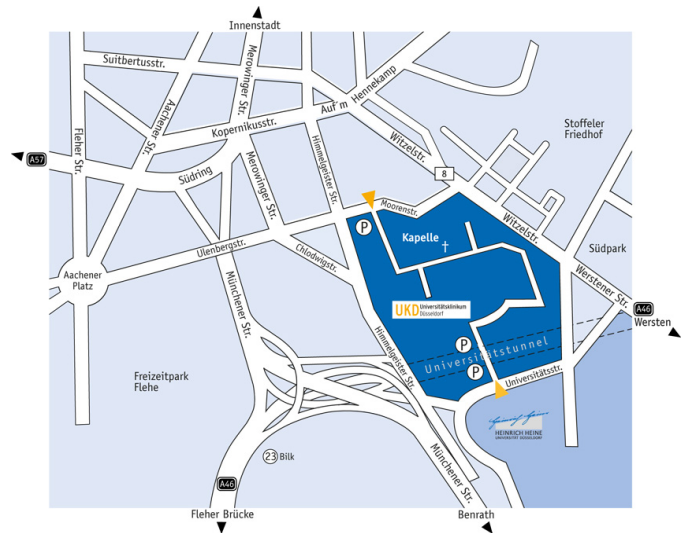 Innenstadt
Suitbertusstr.
Merowinger Str.
Auf'm Hennekamp
Aachener Str.
Kopernikusstr.
Stoffeler
Friedhof
Fleher Str.
Himmelgeister Str.
Witzelstr.
A57
Südring
Merowinger Str.
8
Moorenstr.
Witzelstr.
P
Kapelle
Ulenbergstr.
Chlodwigstr.
Südpark
Aachener
Platz
Münchener Str.
Werstener Str.
UKD Universitätsklinikum
Düsseldorf
A46
Wersten
Himmelgeister Str.
P
Universitätstunnel
P
Universitätsstr.
Freizeitpark
Flehe
HEINRICH HEINE
UNIVERSITÄT DÜSSELDORF
23 Bilk
Münchener Str.
A46
Fleher Brücke
Benrath